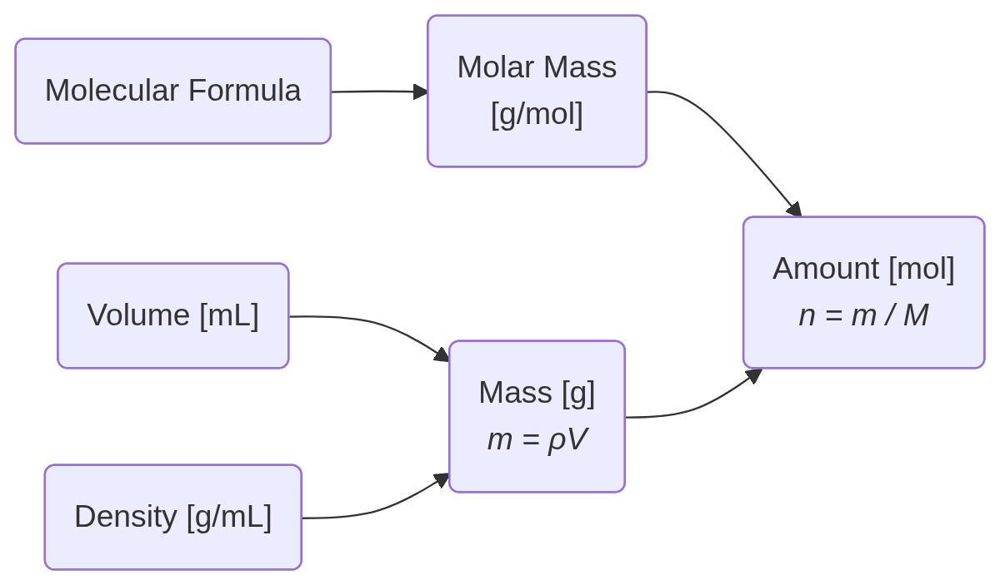 Molecular Formula
Molar Mass
[g/mol]
Volume [mL]
Density [g/mL]
Mass [g]
m = ρV
Amount [mol]
n = m / M